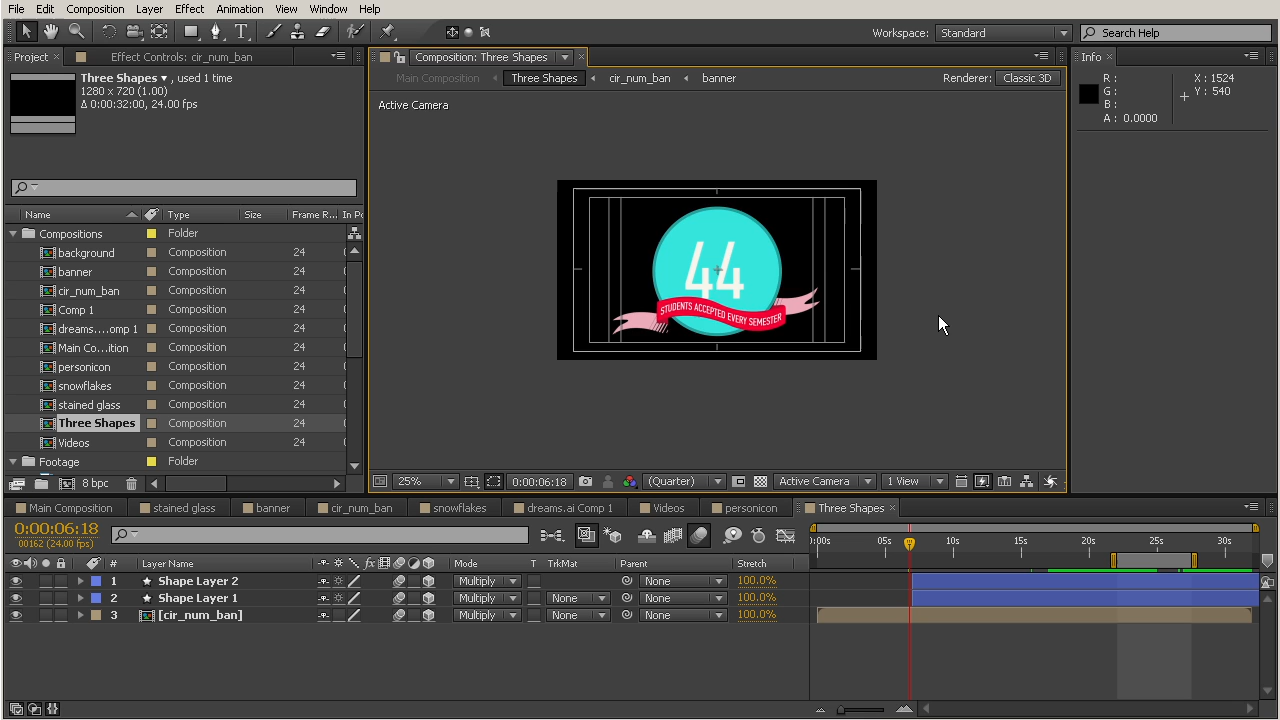 File Edit Composition Layer Effect Animation View Window Help
Workspace: Standard Search Help
Project Effect Controls: cir_num_ban Composition: Three Shapes Info
Three Shapes , used 1 time
1280 x 720 (1.00)
Δ 0:00:32:00, 24.00 fps
Main Composition Three Shapes cir_num_ban banner Renderer: Classic 3D
Active Camera
R : X : 1524
G : Y : 540
B :
A : 0.0000
Name Type Size Frame R... In Po
Compositions Folder
background Composition 24
banner Composition 24
cir_num_ban Composition 24
Comp 1 Composition 24
dreams....omp 1 Composition 24
Main Co...ition Composition 24
personicon Composition 24
snowflakes Composition 24
stained glass Composition 24
Three Shapes Composition 24
Videos Composition 24
Footage Folder
8 bpc
44
STUDENTS ACCEPTED EVERY SEMESTER
25% 0:00:06:18 (Quarter) Active Camera 1 View
Main Composition stained glass banner cir_num_ban snowflakes dreams.ai Comp 1 Videos personicon Three Shapes
0:00:06:18
00162 (24.00 fps)
):00s 05s 10s 15s 20s 25s 30s
# Layer Name fx Mode T TrkMat Parent Stretch
1 Shape Layer 2 Multiply None 100.0%
2 Shape Layer 1 Multiply None None 100.0%
3 [cir_num_ban] Multiply None None 100.0%